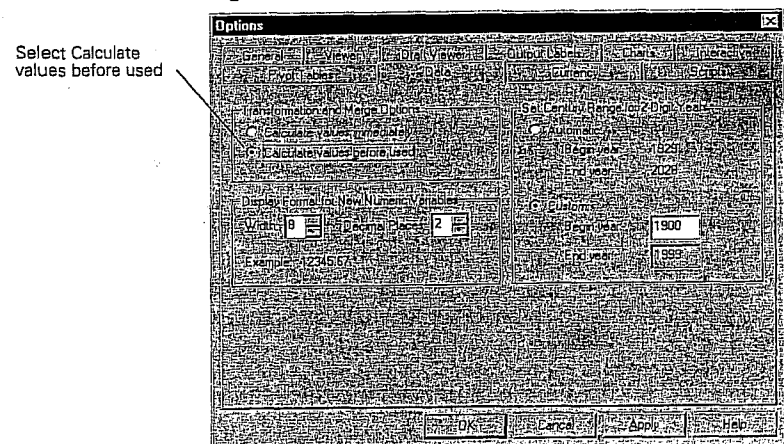 Options
Select Calculate
values before used
General Viewer Draft Viewer Output Labels Charts Interactive
Pivot Tables Data Currency Scripts
Transformation and Merge Options
Calculate values immediately
Calculate values before used
Set Century Range for 2-Digit Years
Automatic
Begin year 1929
End year 2028
Custom
Begin year 1900
End year 1999
Display Format for New Numeric Variables
Width: 8 Decimal Places: 2
Example: 12345.67
OK Cancel Apply Help